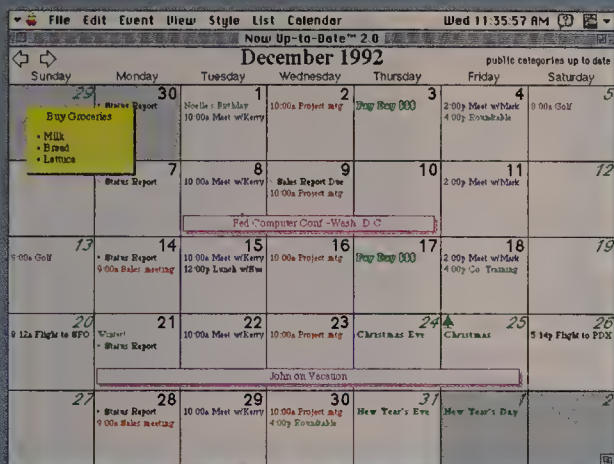 File Edit Event View Style List Calendar Wed 11:35:57 AM
Now Up-to-Date™ 2.0
December 1992 public categories up to date
Sunday Monday Tuesday Wednesday Thursday Friday Saturday
29 30 1 2 3 4 5
Buy Groceries
• Milk
• Bread
• Lettuce
• Status Report
Noelle's Birthday
10:00a Meet w/Kerry
10:00a Project mtg
Pay Day
2:00p Meet w/Mark
4:00p Roundtable
9:00a Golf
7 8 9 10 11 12
• Status Report
10:00a Meet w/Kerry
• Sales Report Due
10:00a Project mtg
2:00p Meet w/Mark
Fed Computer Conf -Wash D.C
13 14 15 16 17 18 19
9:00a Golf
• Status Report
9:00a Sales meeting
10:00a Meet w/Kerry
12:00p Lunch w/Sue
10:00a Project mtg
Pay Day
2:00p Meet w/Mark
4:00p Co. Training
20 21 22 23 24 25 26
9:12a Flight to SFO
Winter!
• Status Report
10:00a Meet w/Kerry
10:00a Project mtg
Christmas Eve
Christmas
5:14p Flight to PDX
John on Vacation
27 28 29 30 31 1 2
• Status Report
9:00a Sales meeting
10:00a Meet w/Kerry
10:00a Project mtg
4:00p Roundtable
New Year's Eve
New Year's Day